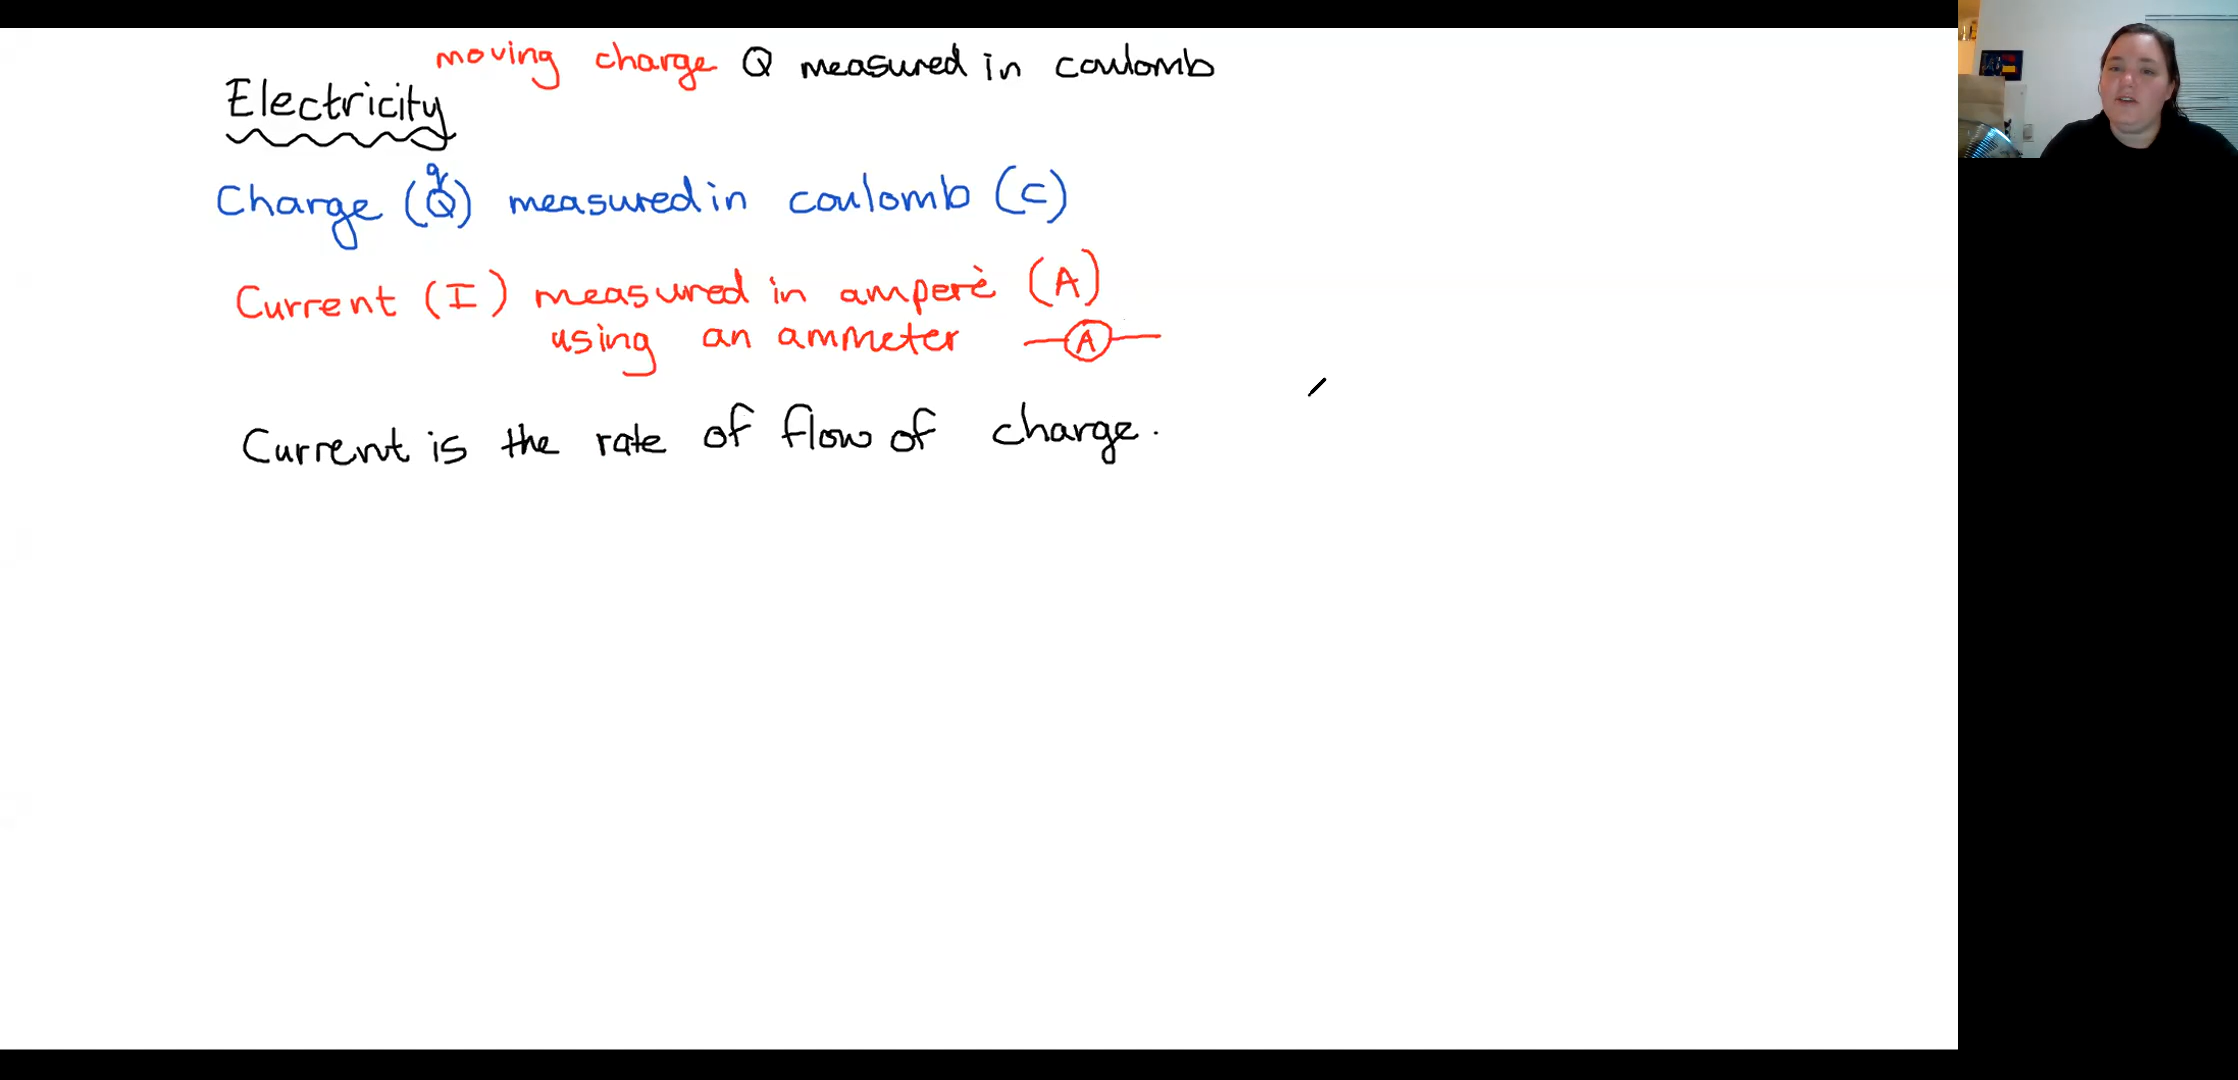 moving charge Q measured in coulomb
Electricity
q
Charge (Q) measured in coulomb (C)
Current (I) measured in ampere (A)
using an ammeter A
Current is the rate of flow of charge.